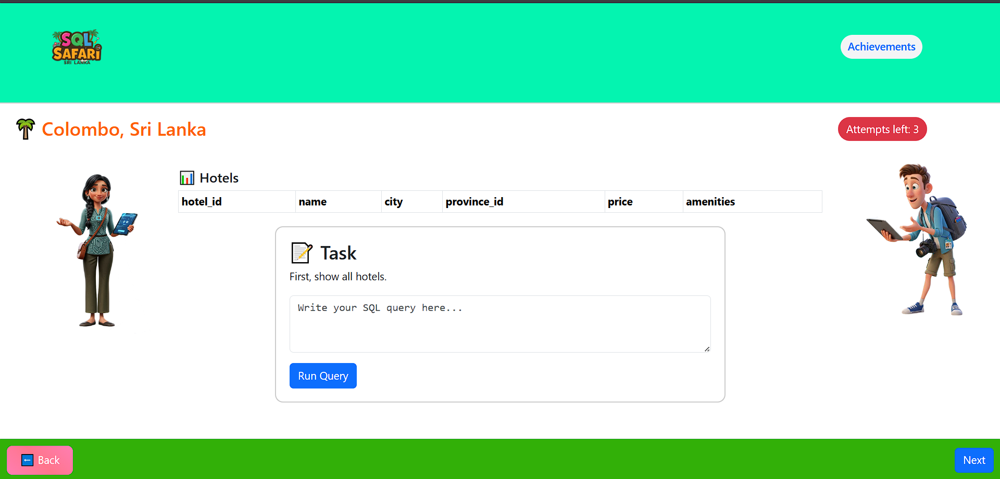 SQL
SAFARI
SRI LANKA
Achievements
Colombo, Sri Lanka
Attempts left: 3
Hotels
hotel_id name city province_id price amenities
Task
First, show all hotels.
Write your SQL query here...
Run Query
Back
Next